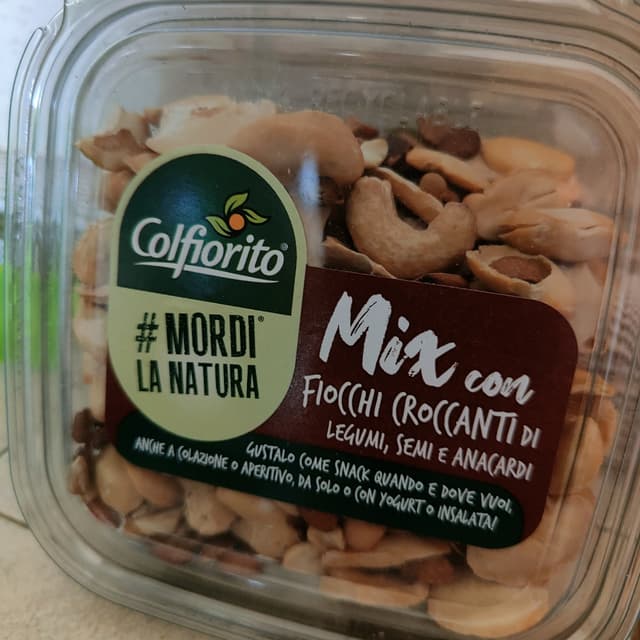 Colfiorito®
# MORDI®
LA NATURA
Mix con
FIOCCHI CROCCANTI DI
LEGUMI, SEMI E ANACARDI
GUSTALO COME SNACK QUANDO E DOVE VUOI,
ANCHE A COLAZIONE O APERITIVO, DA SOLO O CON YOGURT O INSALATA!